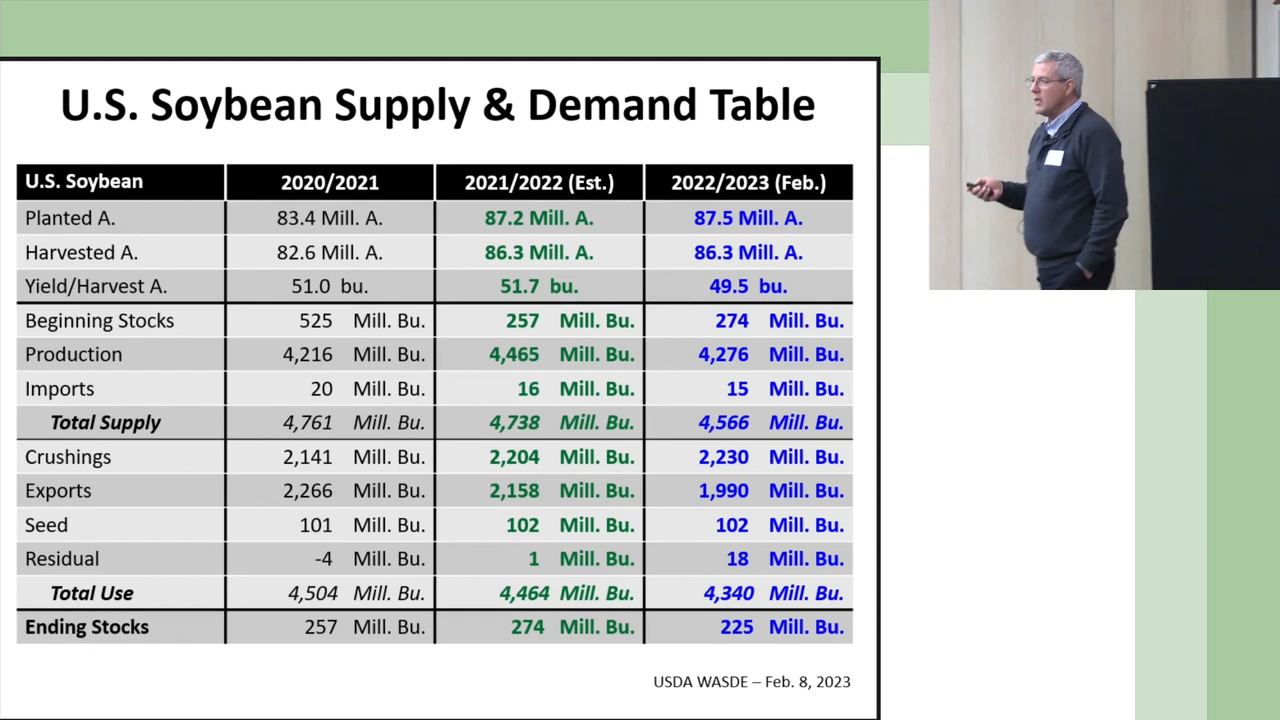 U.S. Soybean Supply & Demand Table
U.S. Soybean 2020/2021 2021/2022 (Est.) 2022/2023 (Feb.)
Planted A. 83.4 Mill. A. 87.2 Mill. A. 87.5 Mill. A.
Harvested A. 82.6 Mill. A. 86.3 Mill. A. 86.3 Mill. A.
Yield/Harvest A. 51.0 bu. 51.7 bu. 49.5 bu.
Beginning Stocks 525 Mill. Bu. 257 Mill. Bu. 274 Mill. Bu.
Production 4,216 Mill. Bu. 4,465 Mill. Bu. 4,276 Mill. Bu.
Imports 20 Mill. Bu. 16 Mill. Bu. 15 Mill. Bu.
Total Supply 4,761 Mill. Bu. 4,738 Mill. Bu. 4,566 Mill. Bu.
Crushings 2,141 Mill. Bu. 2,204 Mill. Bu. 2,230 Mill. Bu.
Exports 2,266 Mill. Bu. 2,158 Mill. Bu. 1,990 Mill. Bu.
Seed 101 Mill. Bu. 102 Mill. Bu. 102 Mill. Bu.
Residual -4 Mill. Bu. 1 Mill. Bu. 18 Mill. Bu.
Total Use 4,504 Mill. Bu. 4,464 Mill. Bu. 4,340 Mill. Bu.
Ending Stocks 257 Mill. Bu. 274 Mill. Bu. 225 Mill. Bu.
USDA WASDE – Feb. 8, 2023